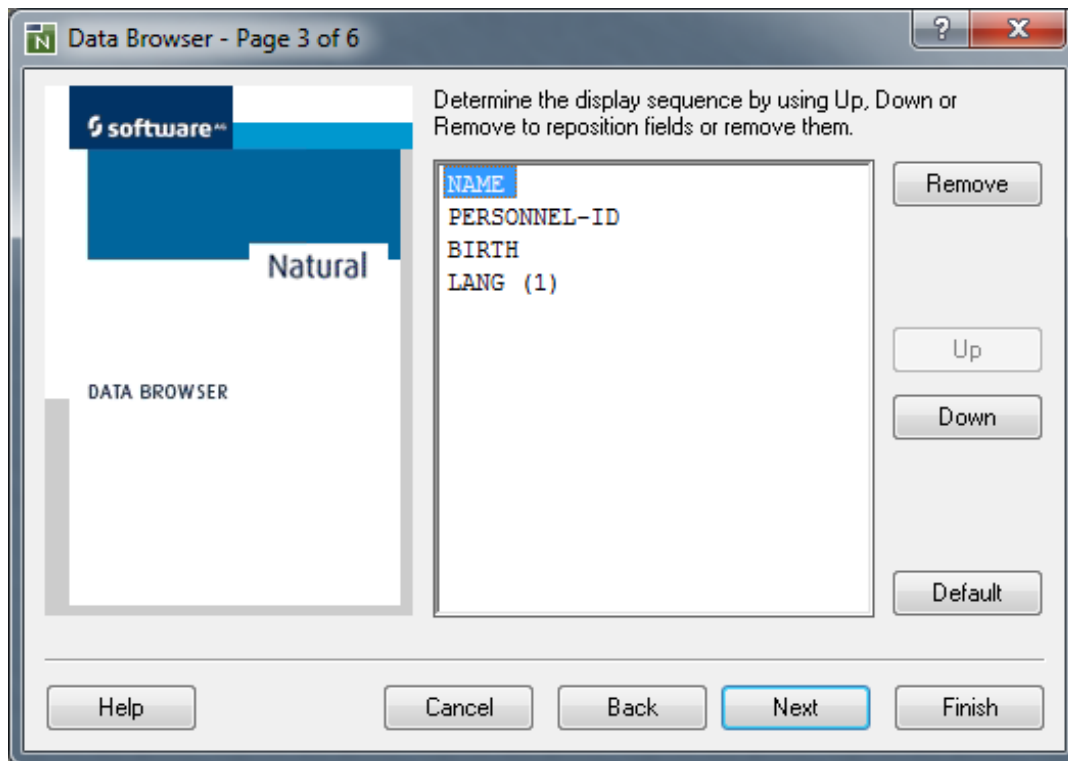 Data Browser - Page 3 of 6
software AG
Natural
DATA BROWSER
Determine the display sequence by using Up, Down or
Remove to reposition fields or remove them.
NAME
PERSONNEL-ID
BIRTH
LANG (1)
Remove
Up
Down
Default
Help
Cancel
Back
Next
Finish